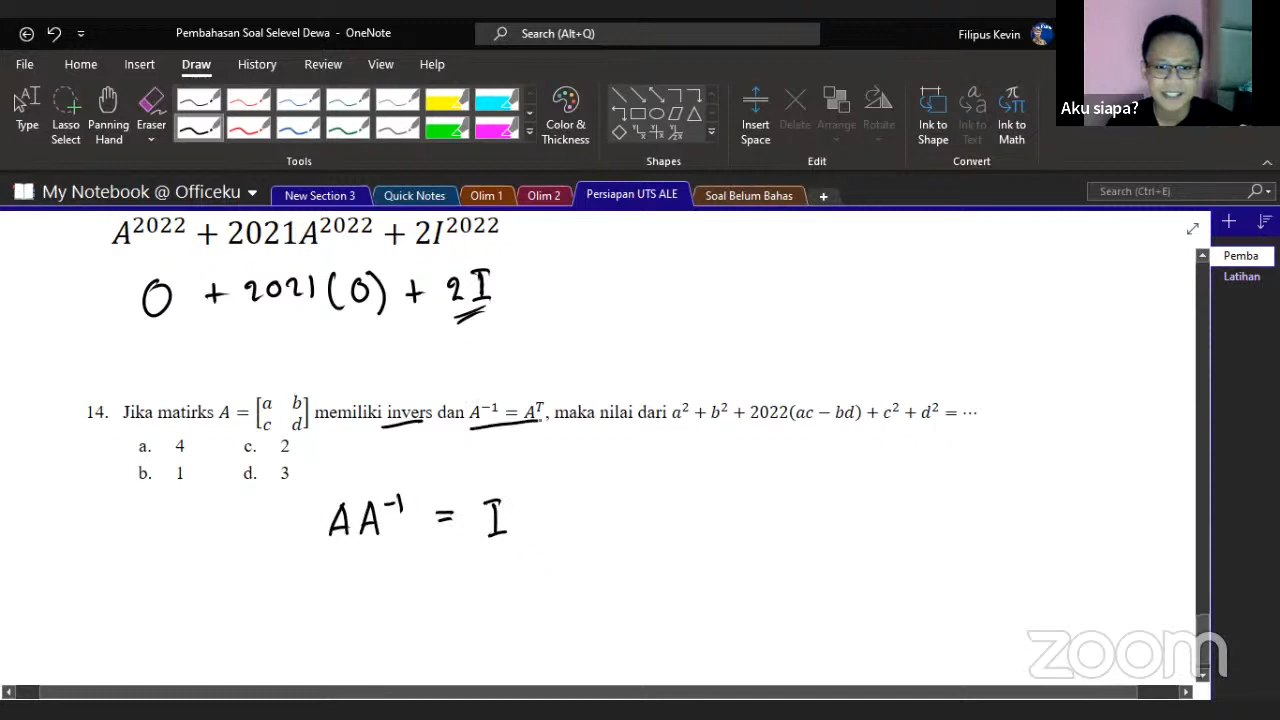 Pembahasan Soal Selevel Dewa - OneNote
Search (Alt+Q)
Filipus Kevin
Aku siapa?
File Home Insert Draw History Review View Help
Type
Lasso Select
Panning Hand
Eraser
Color & Thickness
Insert Space
Delete
Arrange
Rotate
Ink to Shape
Ink to Text
Ink to Math
Tools
Shapes
Edit
Convert
My Notebook @ Officeku
New Section 3
Quick Notes
Olim 1
Olim 2
Persiapan UTS ALE
Soal Belum Bahas
Search (Ctrl+E)
Pemba
Latihan
A^2022 + 2021A^2022 + 2I^2022
0 + 2021 (0) + 2I
14. Jika matirks A = [a b c d] memiliki invers dan A^−1 = A^T, maka nilai dari a² + b² + 2022(ac − bd) + c² + d² = ⋯
a. 4 c. 2
b. 1 d. 3
A A^-1 = I
zoom